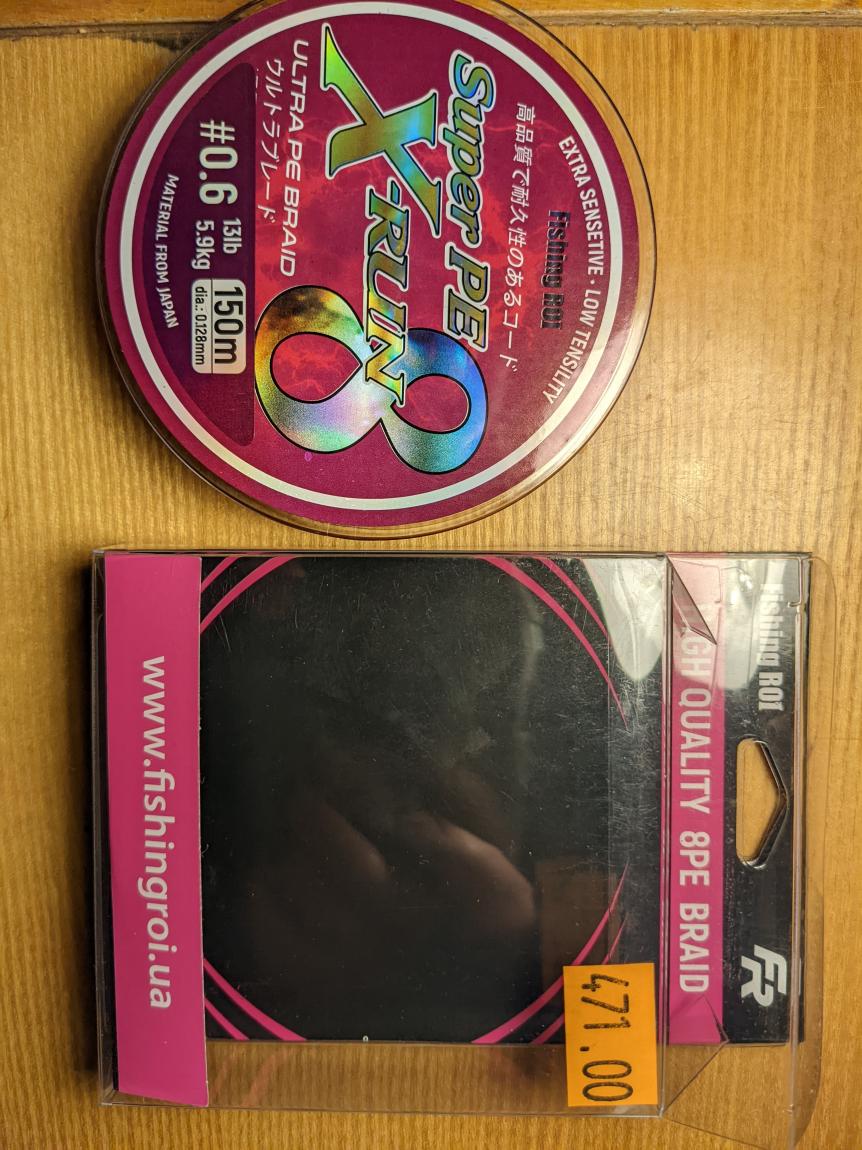 EXTRA SENSETIVE • LOW TENSILITY
Fishing ROI
高品質で耐久性のあるコード
Super PE
X-RUN 8
ULTRA PE BRAID
ウルトラブレード
#0.6
13lb
5.9kg
150m
dia.: 0.128mm
MATERIAL FROM JAPAN
Fishing ROI
FR
HIGH QUALITY 8PE BRAID
471.00
www.fishingroi.ua